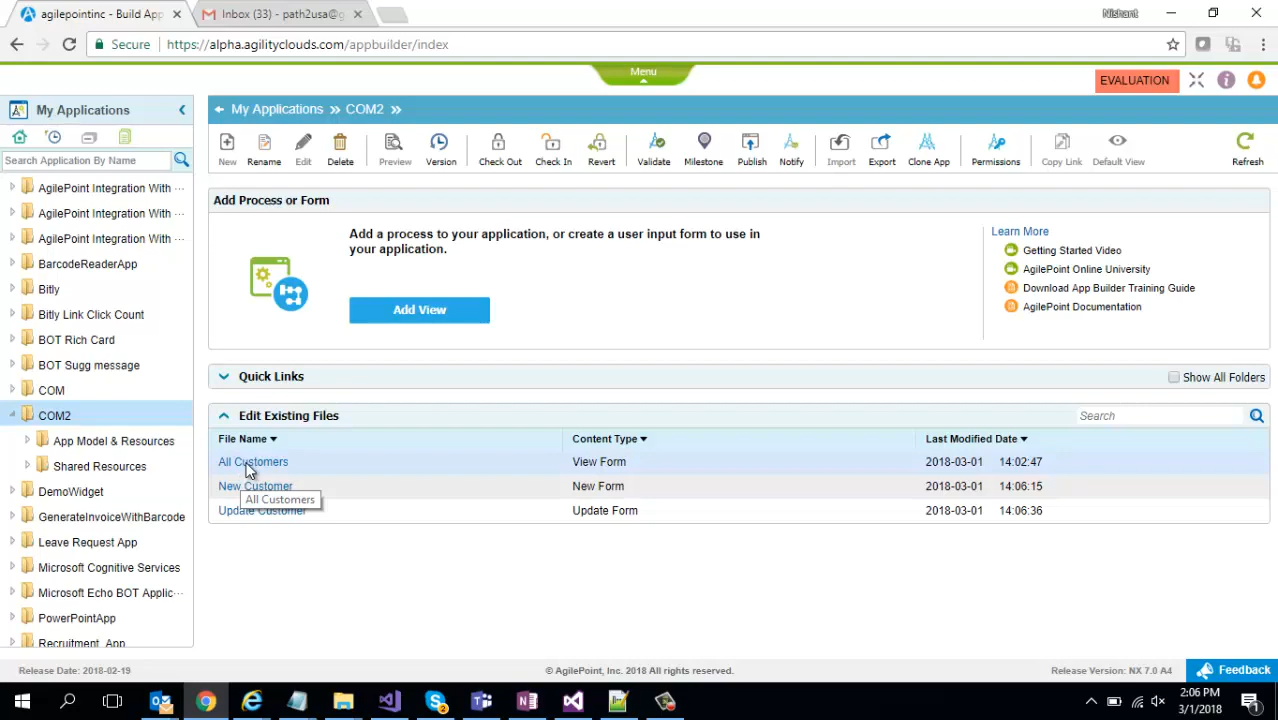 agilepointinc - Build App
Inbox (33) - path2usa@g
Nishant
Secure
https://alpha.agilityclouds.com/appbuilder/index
Menu
EVALUATION
My Applications
My Applications » COM2 »
New
Rename
Edit
Delete
Preview
Version
Check Out
Check In
Revert
Validate
Milestone
Publish
Notify
Import
Export
Clone App
Permissions
Copy Link
Default View
Refresh
Search Application By Name
AgilePoint Integration With ...
AgilePoint Integration With ...
AgilePoint Integration With ...
BarcodeReaderApp
Bitly
Bitly Link Click Count
BOT Rich Card
BOT Sugg message
COM
COM2
App Model & Resources
Shared Resources
DemoWidget
GenerateInvoiceWithBarcode
Leave Request App
Microsoft Cognitive Services
Microsoft Echo BOT Applic...
PowerPointApp
Recruitment_App
Add Process or Form
Add a process to your application, or create a user input form to use in
your application.
Add View
Learn More
Getting Started Video
AgilePoint Online University
Download App Builder Training Guide
AgilePoint Documentation
Quick Links
Show All Folders
Edit Existing Files
Search
File Name Content Type Last Modified Date
All Customers View Form 2018-03-01 14:02:47
New Customer New Form 2018-03-01 14:06:15
All Customers
Update Customer Update Form 2018-03-01 14:06:36
Release Date: 2018-02-19
© AgilePoint, Inc. 2018 All rights reserved.
Release Version: NX 7.0 A4
Feedback
2:06 PM
3/1/2018